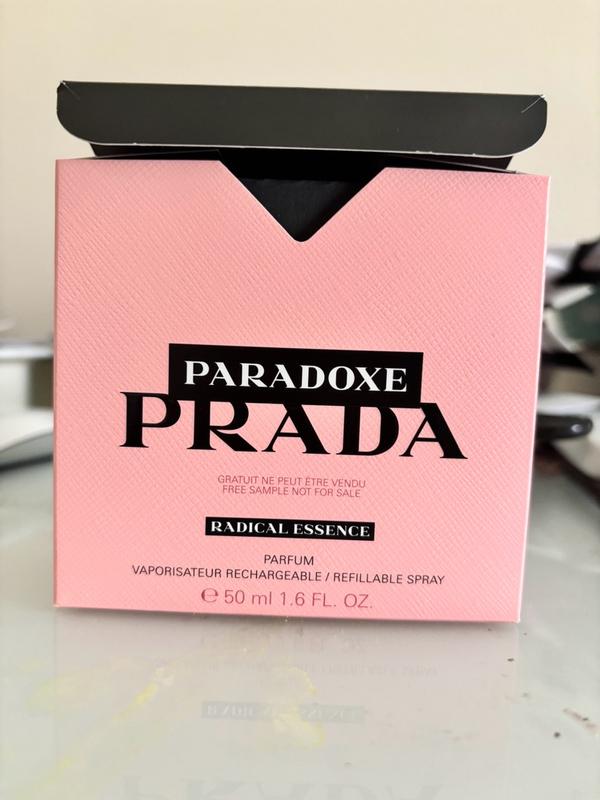 PARADOXE
PRADA
GRATUIT NE PEUT ÊTRE VENDU
FREE SAMPLE NOT FOR SALE
RADICAL ESSENCE
PARFUM
VAPORISATEUR RECHARGEABLE / REFILLABLE SPRAY
℮ 50 ml 1.6 FL. OZ.